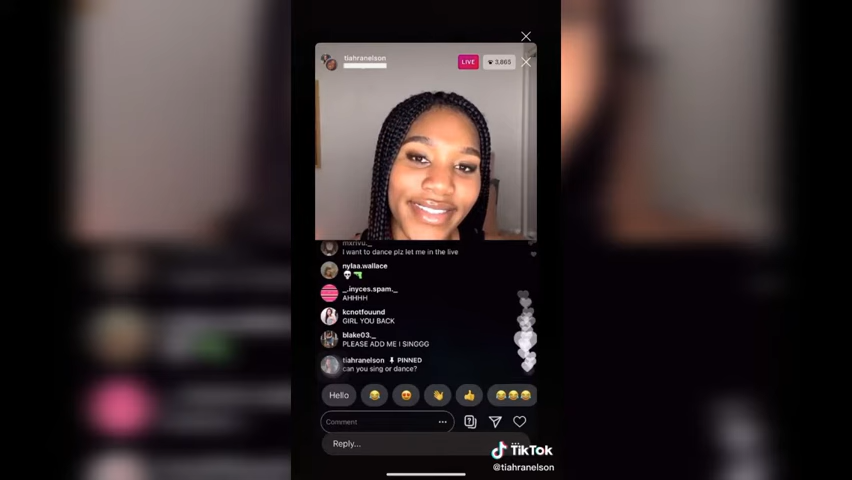 tiahranelson
LIVE
3,865
I want to dance plz let me in the live
nylaa.wallace
💀🔫
_.inyces.spam._
AHHHH
kcnotfouund
GIRL YOU BACK
blake03._
PLEASE ADD ME I SINGGG
tiahranelson PINNED
can you sing or dance?
Hello 😂 😍 👏 👍 😂😂😂
Comment
Reply...
TikTok
@tiahranelson